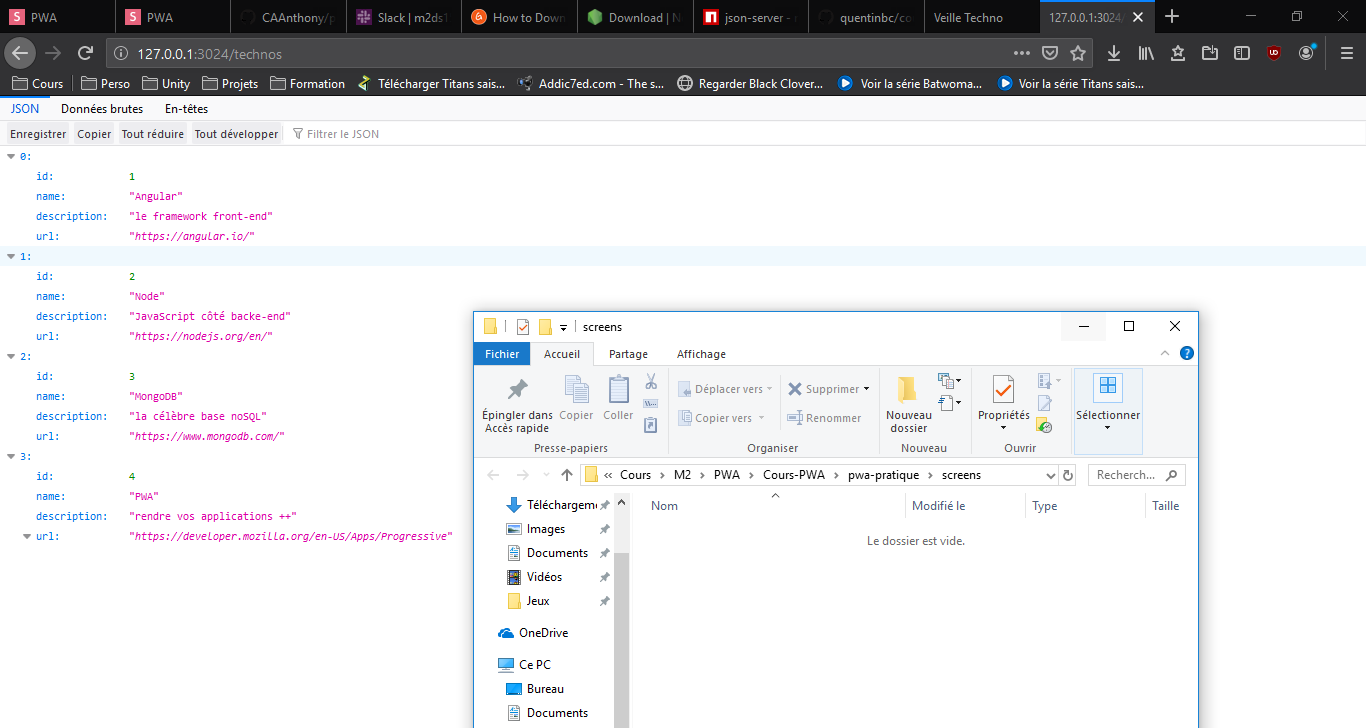 PWA PWA CAAnthony/p Slack | m2ds1 How to Down Download | N json-server - n quentinbc/co Veille Techno 127.0.0.1:3024/
127.0.0.1:3024/technos
Cours Perso Unity Projets Formation Télécharger Titans sais... Addic7ed.com - The s... Regarder Black Clover... Voir la série Batwoma... Voir la série Titans sais...
JSON Données brutes En-têtes
Enregistrer Copier Tout réduire Tout développer Filtrer le JSON
0:
id: 1
name: "Angular"
description: "le framework front-end"
url: "https://angular.io/"
1:
id: 2
name: "Node"
description: "JavaScript côté backe-end"
url: "https://nodejs.org/en/"
2:
id: 3
name: "MongoDB"
description: "la célèbre base noSQL"
url: "https://www.mongodb.com/"
3:
id: 4
name: "PWA"
description: "rendre vos applications ++"
url: "https://developer.mozilla.org/en-US/Apps/Progressive"
screens
Fichier Accueil Partage Affichage
Épingler dans Accès rapide
Copier
Coller
Presse-papiers
Déplacer vers
Copier vers
Supprimer
Renommer
Organiser
Nouveau dossier
Nouveau
Propriétés
Ouvrir
Sélectionner
« Cours > M2 > PWA > Cours-PWA > pwa-pratique > screens
Recherch...
Nom Modifié le Type Taille
Le dossier est vide.
Téléchargem
Images
Documents
Vidéos
Jeux
OneDrive
Ce PC
Bureau
Documents